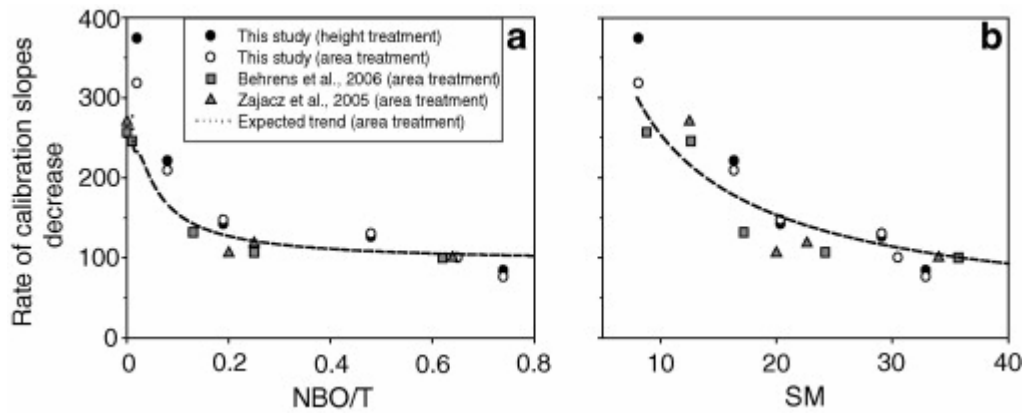 Rate of calibration slopes
decrease
400
300
200
100
0
This study (height treatment)
This study (area treatment)
Behrens et al., 2006 (area treatment)
Zajacz et al., 2005 (area treatment)
Expected trend (area treatment)
a
0 0.2 0.4 0.6 0.8
NBO/T
b
10 20 30 40
SM